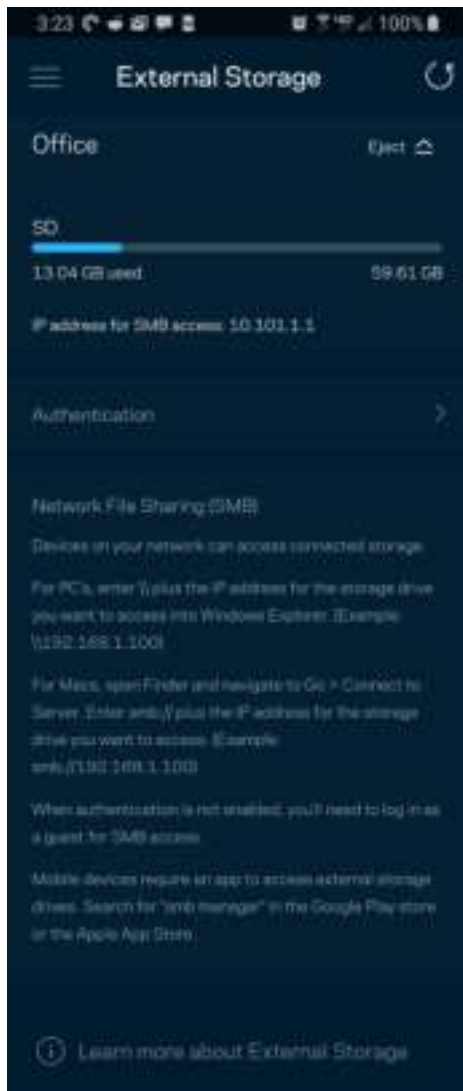 3:23 100%
External Storage
Office Eject
SD
13.04 GB used 59.61 GB
IP address for SMB access: 10.101.1.1
Authentication
Network File Sharing (SMB)
Devices on your network can access connected storage.
For PC's, enter \\ plus the IP address for the storage drive
you want to access into Windows Explorer. (Example:
\\192.168.1.100)
For Macs, open Finder and navigate to Go > Connect to
Server. Enter smb:// plus the IP address for the storage
drive you want to access. (Example:
smb://192.168.1.100)
When authentication is not enabled, you'll need to log in as
a guest for SMB access.
Mobile devices require an app to access external storage
drives. Search for "smb manager" in the Google Play store
or the Apple App Store.
Learn more about External Storage